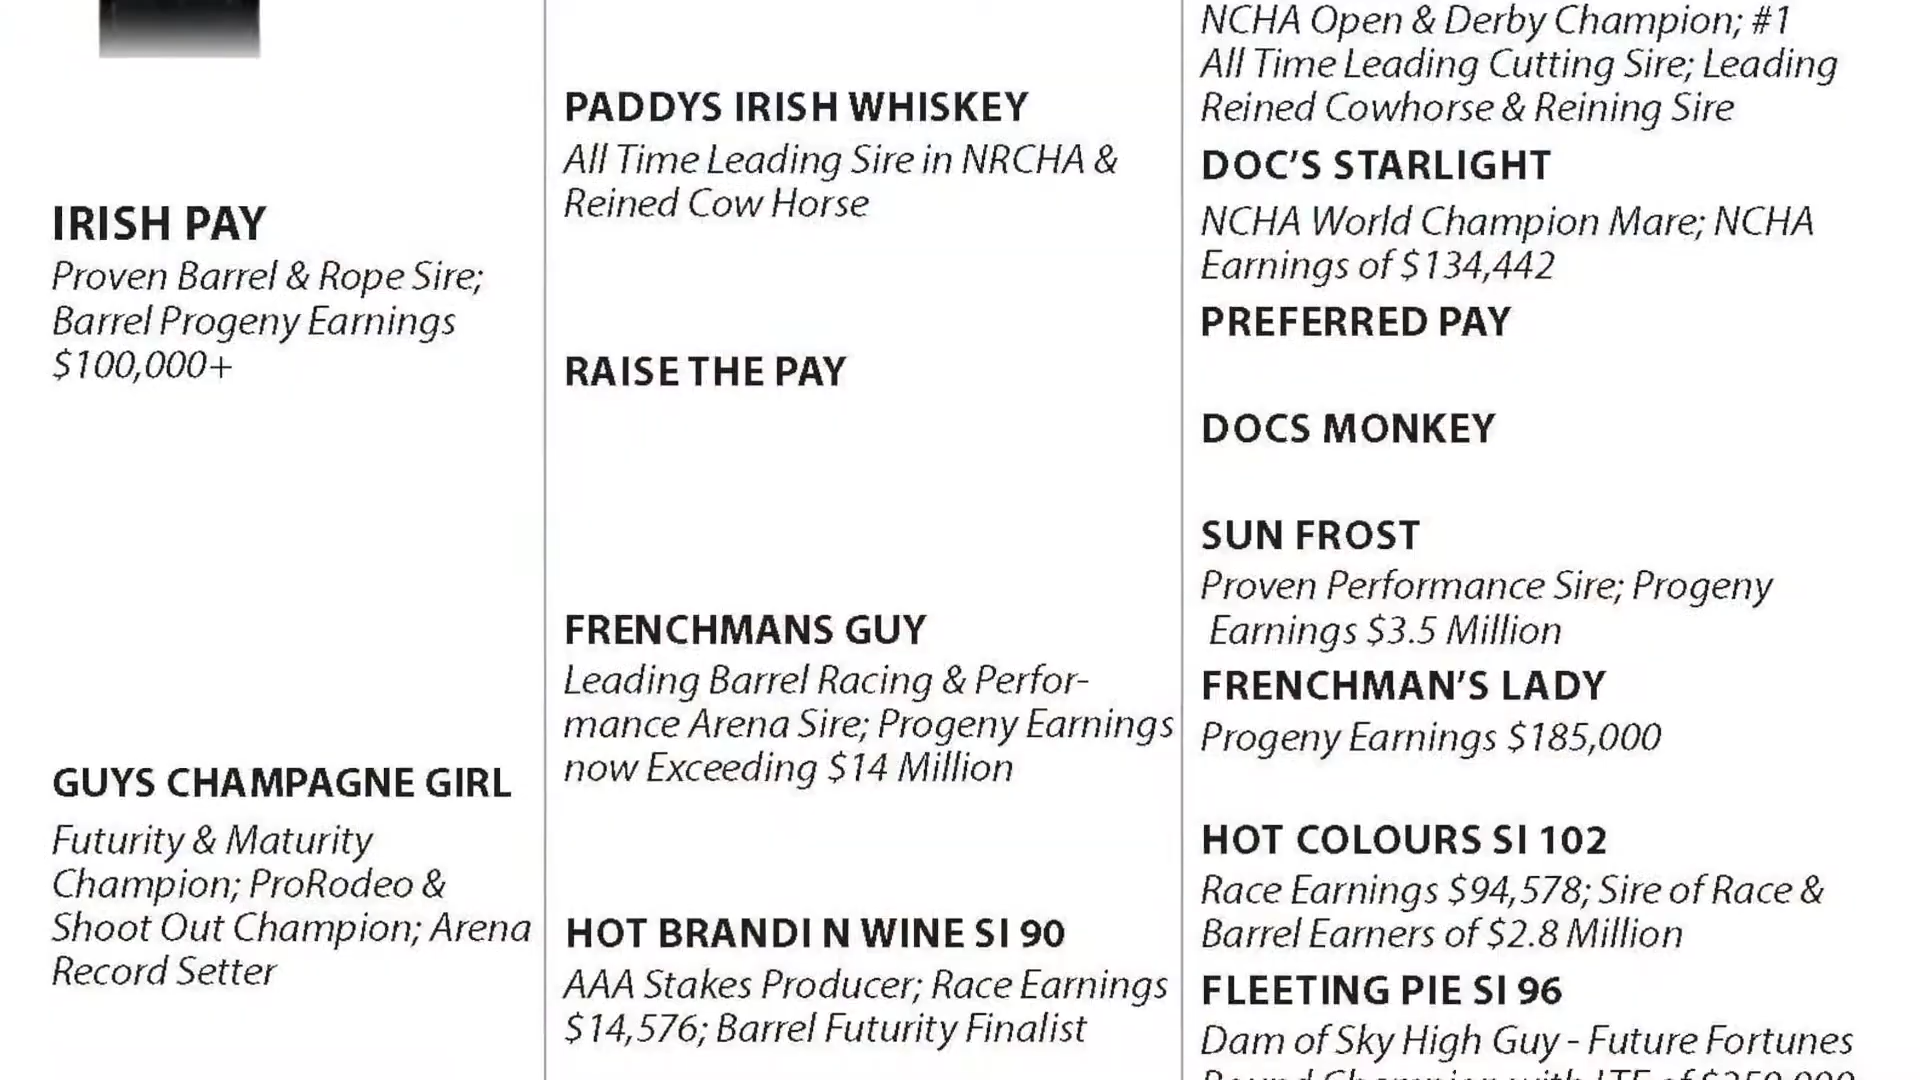 IRISH PAY
Proven Barrel & Rope Sire;
Barrel Progeny Earnings
$100,000+
GUYS CHAMPAGNE GIRL
Futurity & Maturity
Champion; ProRodeo &
Shoot Out Champion; Arena
Record Setter
PADDYS IRISH WHISKEY
All Time Leading Sire in NRCHA &
Reined Cow Horse
RAISE THE PAY
FRENCHMANS GUY
Leading Barrel Racing & Perfor-
mance Arena Sire; Progeny Earnings
now Exceeding $14 Million
HOT BRANDI N WINE SI 90
AAA Stakes Producer; Race Earnings
$14,576; Barrel Futurity Finalist
NCHA Open & Derby Champion; #1
All Time Leading Cutting Sire; Leading
Reined Cowhorse & Reining Sire
DOC’S STARLIGHT
NCHA World Champion Mare; NCHA
Earnings of $134,442
PREFERRED PAY
DOCS MONKEY
SUN FROST
Proven Performance Sire; Progeny
Earnings $3.5 Million
FRENCHMAN’S LADY
Progeny Earnings $185,000
HOT COLOURS SI 102
Race Earnings $94,578; Sire of Race &
Barrel Earners of $2.8 Million
FLEETING PIE SI 96
Dam of Sky High Guy - Future Fortunes